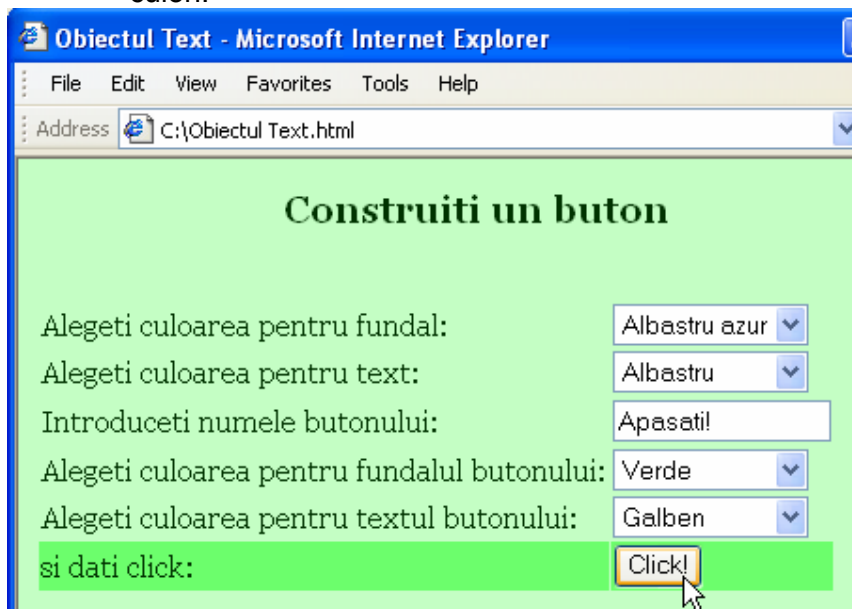 Obiectul Text - Microsoft Internet Explorer
File Edit View Favorites Tools Help
Address C:\Obiectul Text.html
Construiti un buton
Alegeti culoarea pentru fundal: Albastru azur
Alegeti culoarea pentru text: Albastru
Introduceti numele butonului: Apasati!
Alegeti culoarea pentru fundalul butonului: Verde
Alegeti culoarea pentru textul butonului: Galben
si dati click: Click!